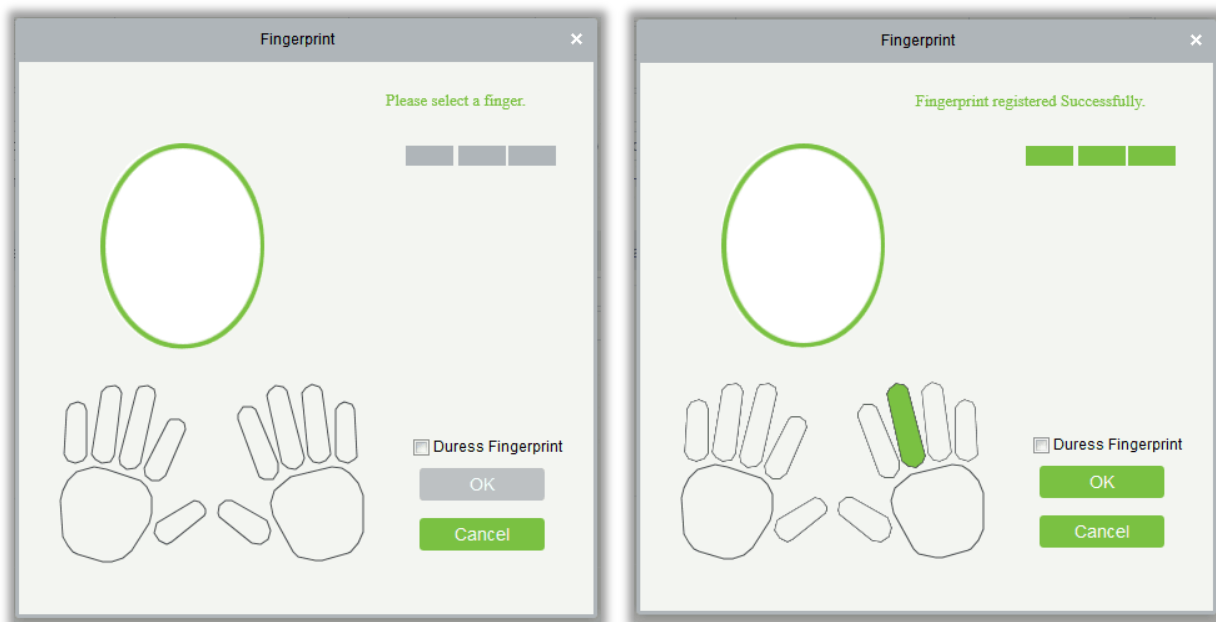 Fingerprint
Please select a finger.
Duress Fingerprint
OK
Cancel
Fingerprint
Fingerprint registered Successfully.
Duress Fingerprint
OK
Cancel